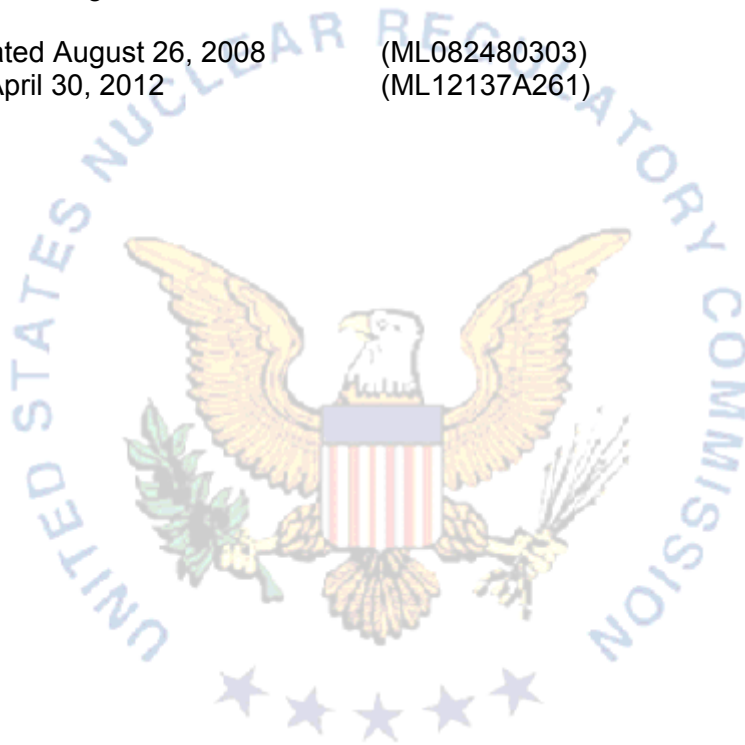 ated August 26, 2008 (ML082480303)
April 30, 2012 (ML12137A261)
UNITED STATES NUCLEAR REGULATORY COMMISSION